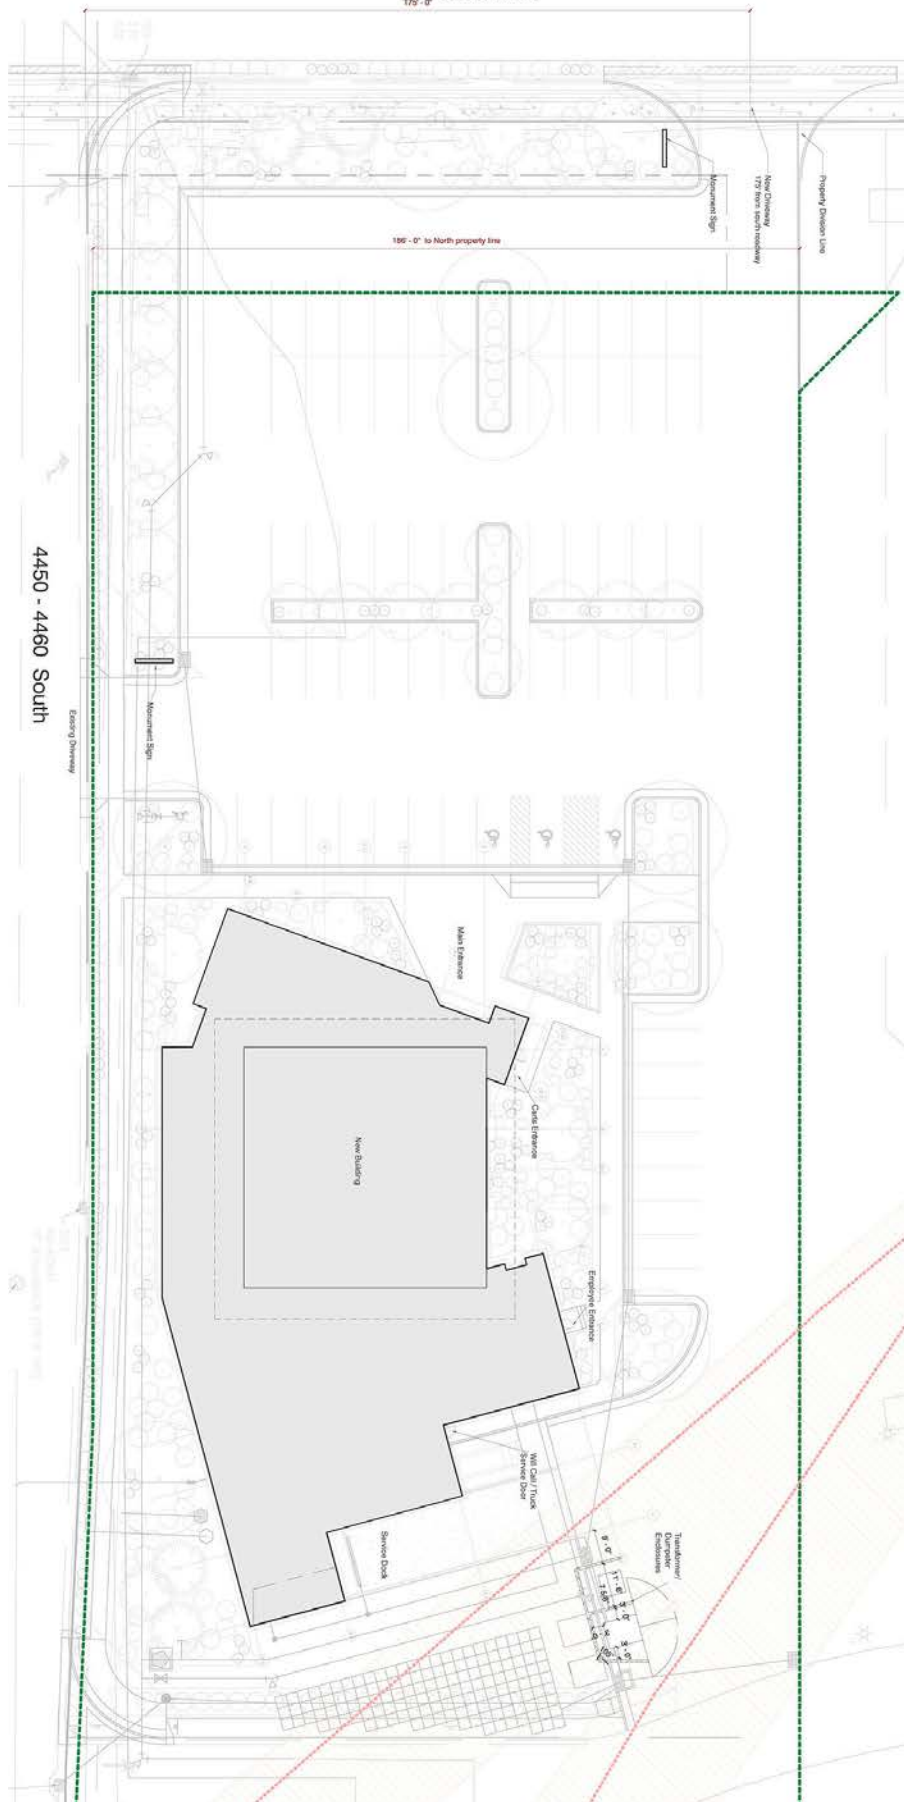 175' - 0"
Monument Sign
New Driveway
175' from south roadway
Property Division Line
186' - 0" to North property line
4450 - 4460 South
Existing Driveway
Monument Sign
Main Entrance
Carts Entrance
New Building
Employee Entrance
Will Call / Truck
Service Door
Service Dock
Transformer/
Dumpster
Enclosures
9' - 0"